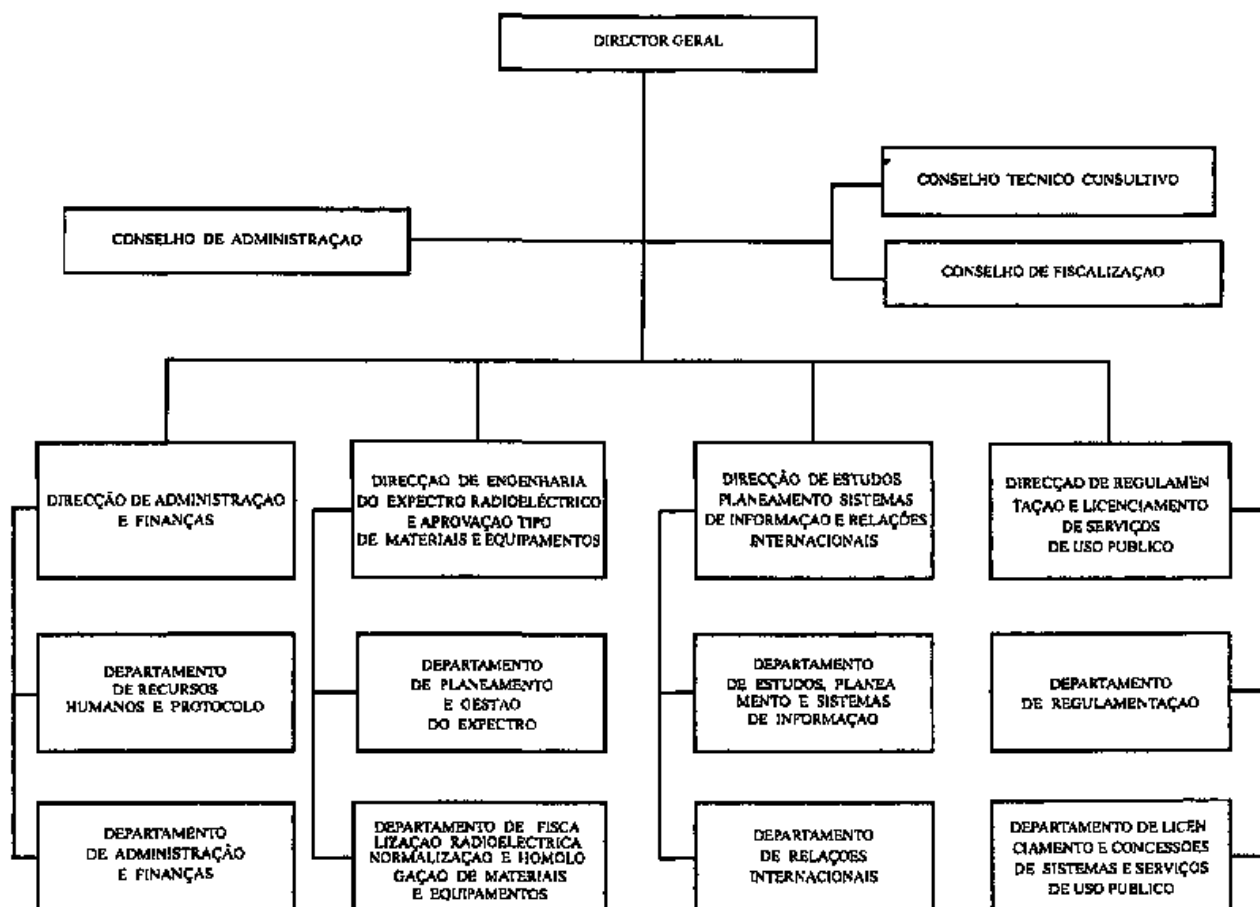 DIRECTOR GERAL
CONSELHO TECNICO CONSULTIVO
CONSELHO DE ADMINISTRAÇAO
CONSELHO DE FISCALIZAÇAO
DIRECÇÃO DE ADMINISTRAÇAO
E FINANÇAS
DIRECÇAO DE ENGENHARIA
DO EXPECTRO RADIOELÉCTRICO
E APROVAÇAO TIPO
DE MATERIAIS E EQUIPAMENTOS
DIRECÇÃO DE ESTUDOS
PLANEAMENTO SISTEMAS
DE INFORMAÇAO E RELAÇÕES
INTERNACIONAIS
DIRECÇAO DE REGULAMEN
TAÇAO E LICENCIAMENTO
DE SERVIÇOS
DE USO PUBLICO
DEPARTAMENTO
DE RECURSOS
HUMANOS E PROTOCOLO
DEPARTAMENTO
DE PLANEAMENTO
E GESTAO
DO EXPECTRO
DEPARTAMENTO
DE ESTUDOS, PLANEA
MENTO E SISTEMAS
DE INFORMAÇAO
DEPARTAMENTO
DE REGULAMENTAÇAO
DEPARTAMENTO
DE ADMINISTRAÇÃO
E FINANÇAS
DEPARTAMENTO DE FISCA
LIZAÇAO RADIOELECTRICA
NORMALIZAÇAO E HOMOLO
GAÇAO DE MATERIAIS
E EQUIPAMENTOS
DEPARTAMENTO
DE RELAÇOES
INTERNACIONAIS
DEPARTAMENTO DE LICEN
CIAMENTO E CONCESSOES
DE SISTEMAS E SERVIÇOS
DE USO PUBLICO